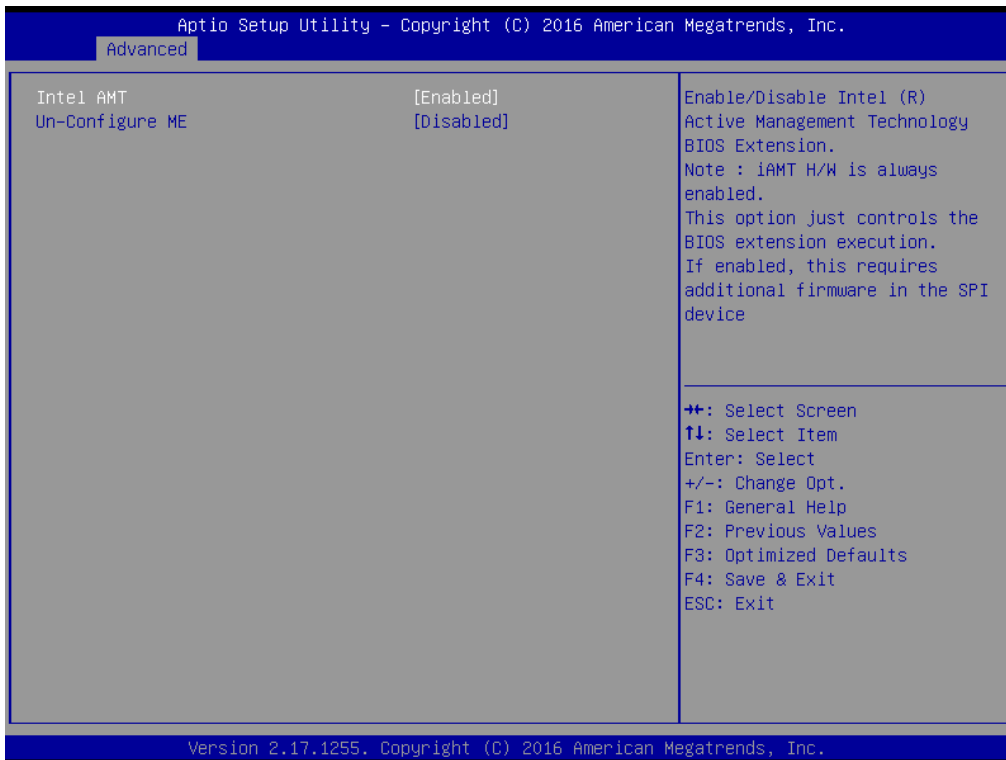 Aptio Setup Utility – Copyright (C) 2016 American Megatrends, Inc.
Advanced
Intel AMT [Enabled]
Un-Configure ME [Disabled]
Enable/Disable Intel (R)
Active Management Technology
BIOS Extension.
Note : iAMT H/W is always
enabled.
This option just controls the
BIOS extension execution.
If enabled, this requires
additional firmware in the SPI
device
→←: Select Screen
↑↓: Select Item
Enter: Select
+/-: Change Opt.
F1: General Help
F2: Previous Values
F3: Optimized Defaults
F4: Save & Exit
ESC: Exit
Version 2.17.1255. Copyright (C) 2016 American Megatrends, Inc.